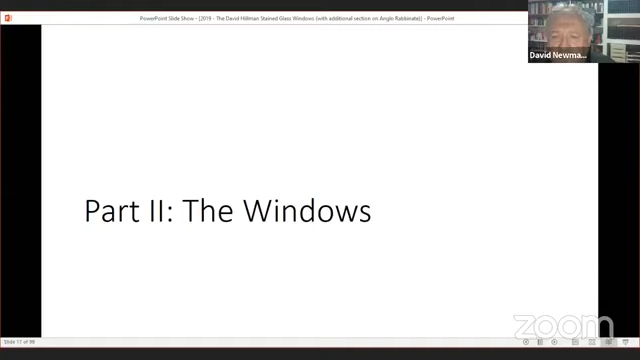 PowerPoint Slide Show - [2019 - The David Hillman Stained Glass Windows (with additional section on Anglo Rabbinate)] - PowerPoint
David Newma...
Part II: The Windows
zoom
Slide 11 of 99